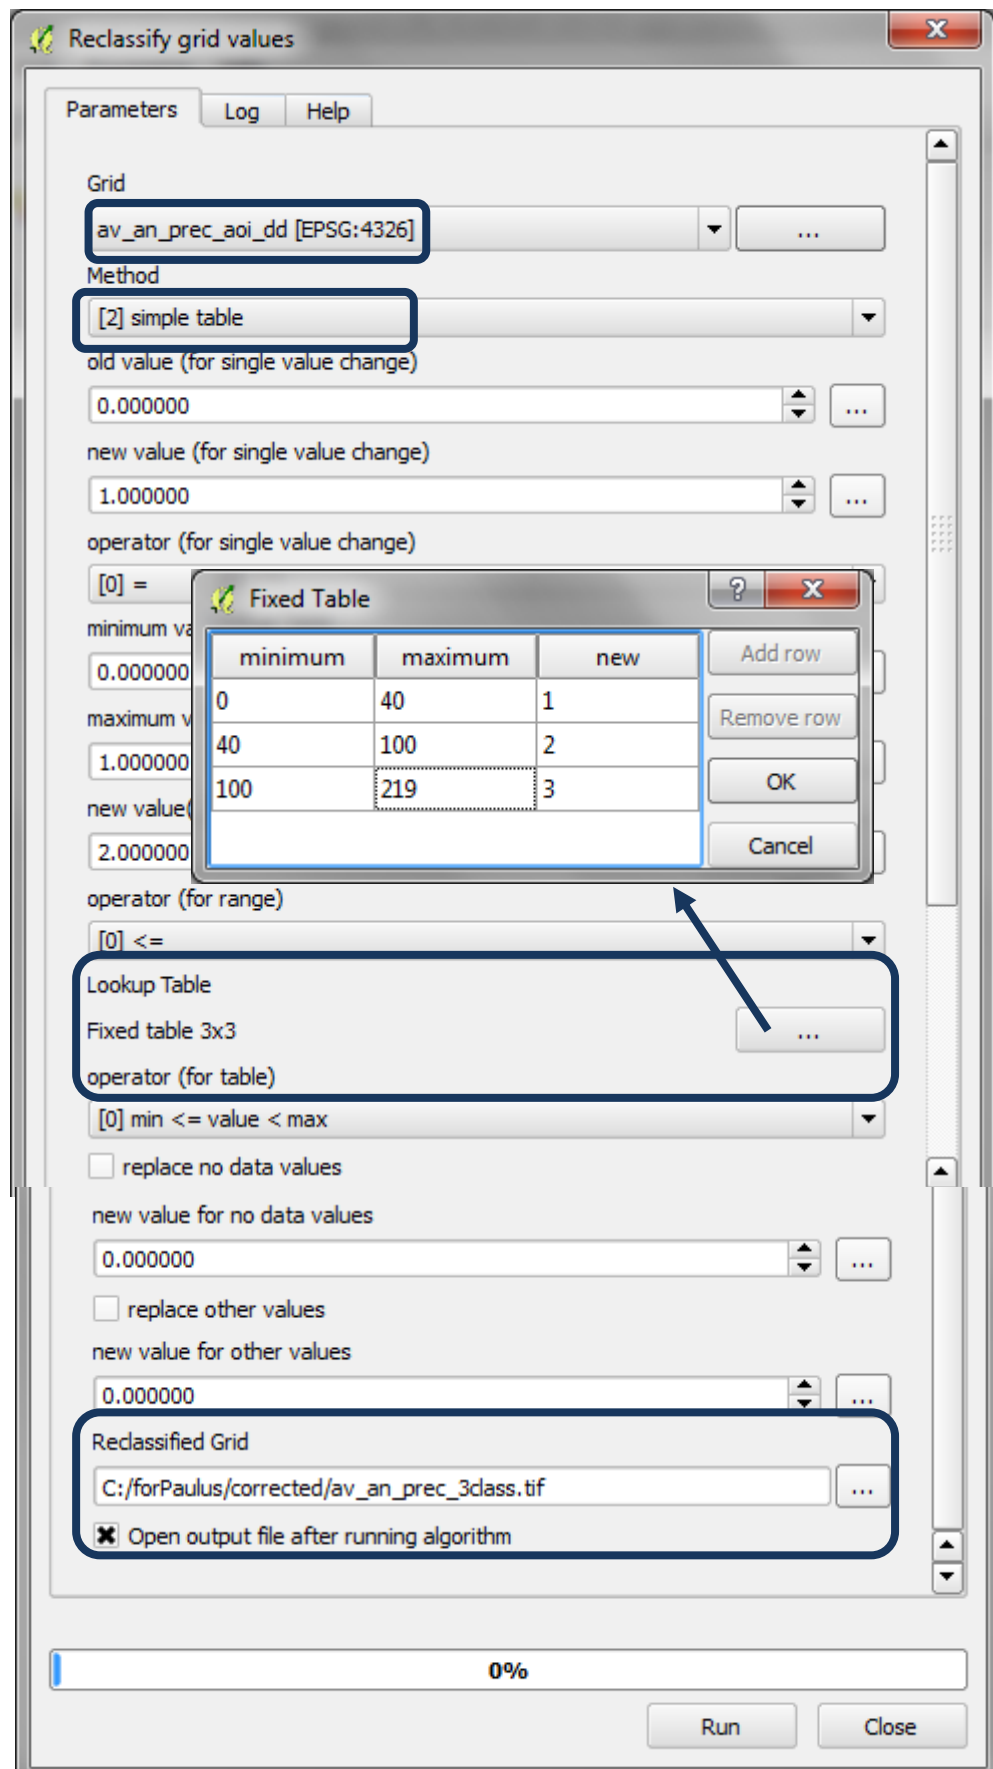 Reclassify grid values
Parameters Log Help
Grid
av_an_prec_aoi_dd [EPSG:4326] ...
Method
[2] simple table
old value (for single value change)
0.000000 ...
new value (for single value change)
1.000000 ...
operator (for single value change)
[0] =
minimum va
0.000000
maximum v
1.000000
new value(
2.000000
Fixed Table
minimum maximum new
0 40 1
40 100 2
100 219 3
Add row
Remove row
OK
Cancel
operator (for range)
[0] <=
Lookup Table
Fixed table 3x3 ...
operator (for table)
[0] min <= value < max
replace no data values
new value for no data values
0.000000 ...
replace other values
new value for other values
0.000000 ...
Reclassified Grid
C:/forPaulus/corrected/av_an_prec_3class.tif ...
Open output file after running algorithm
0%
Run Close